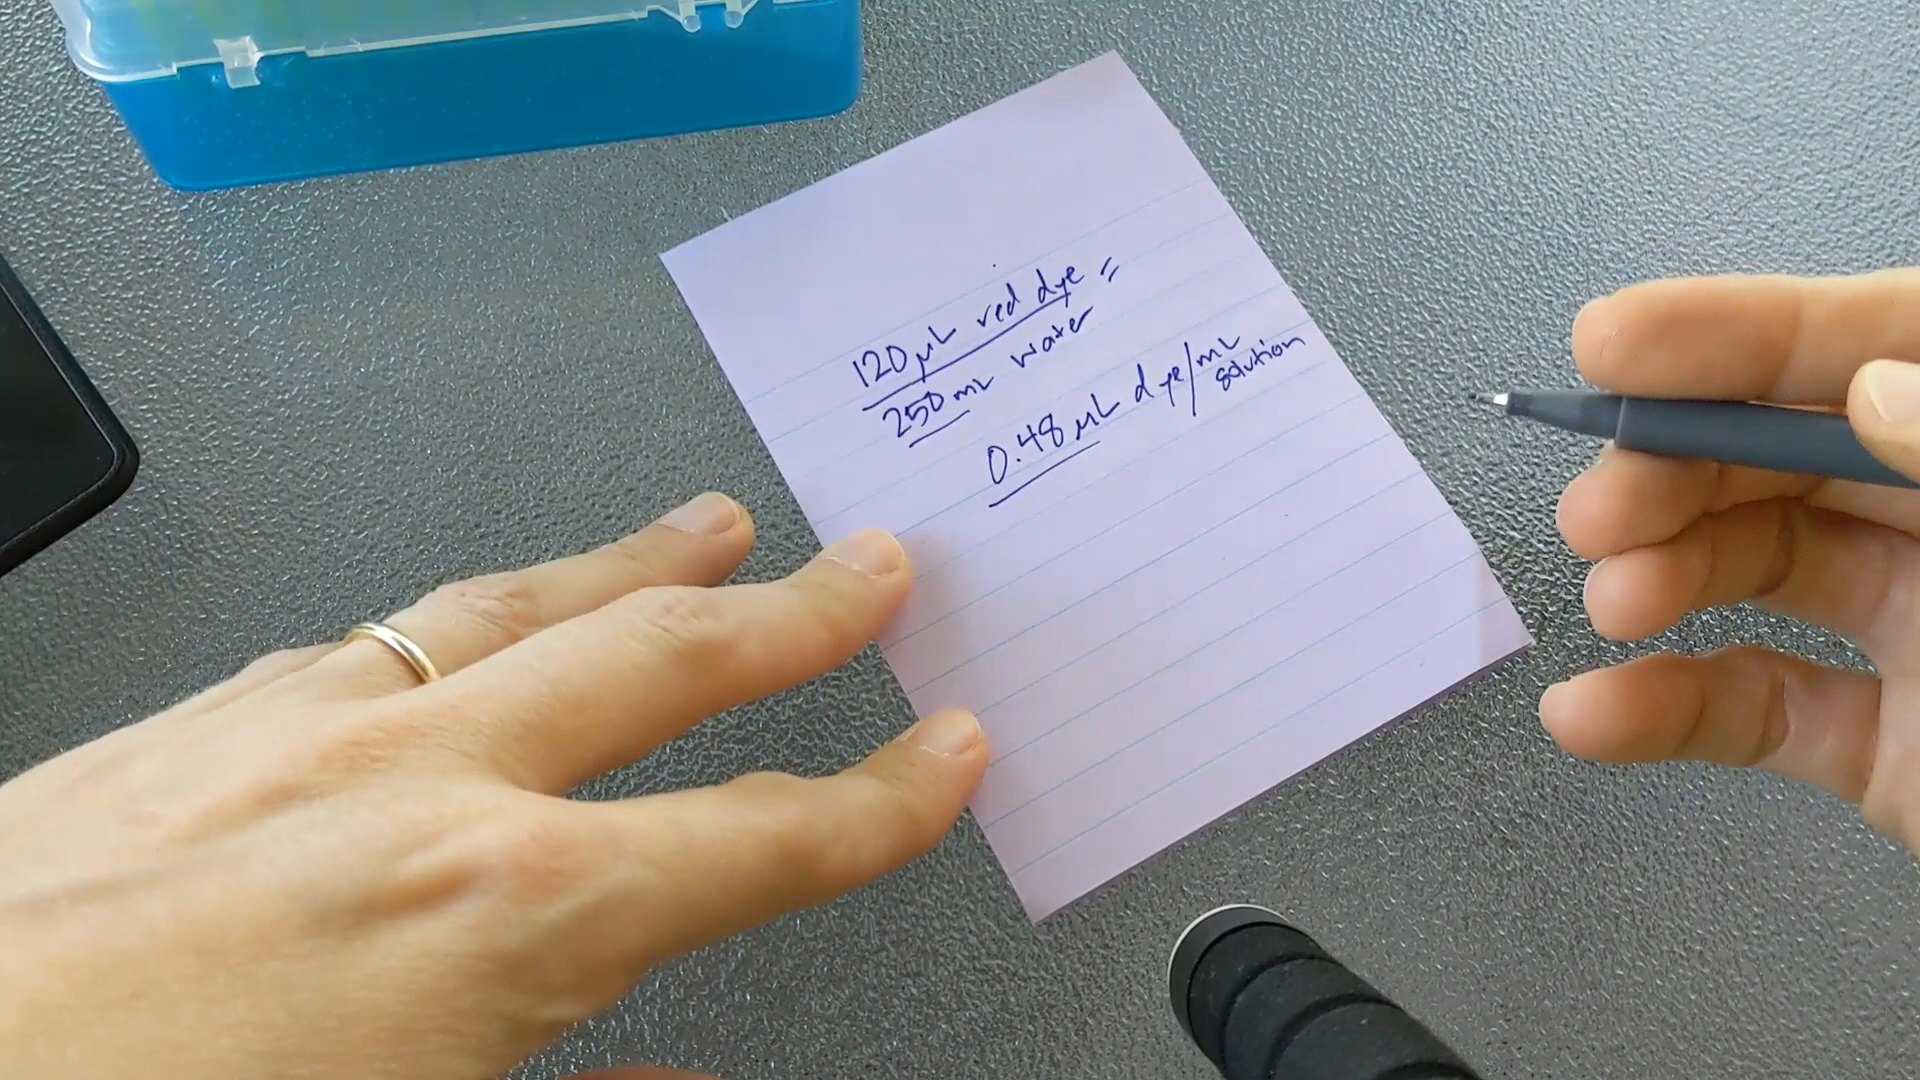 120 μL red dye =
250 mL water
0.48 μL dye/mL
solution